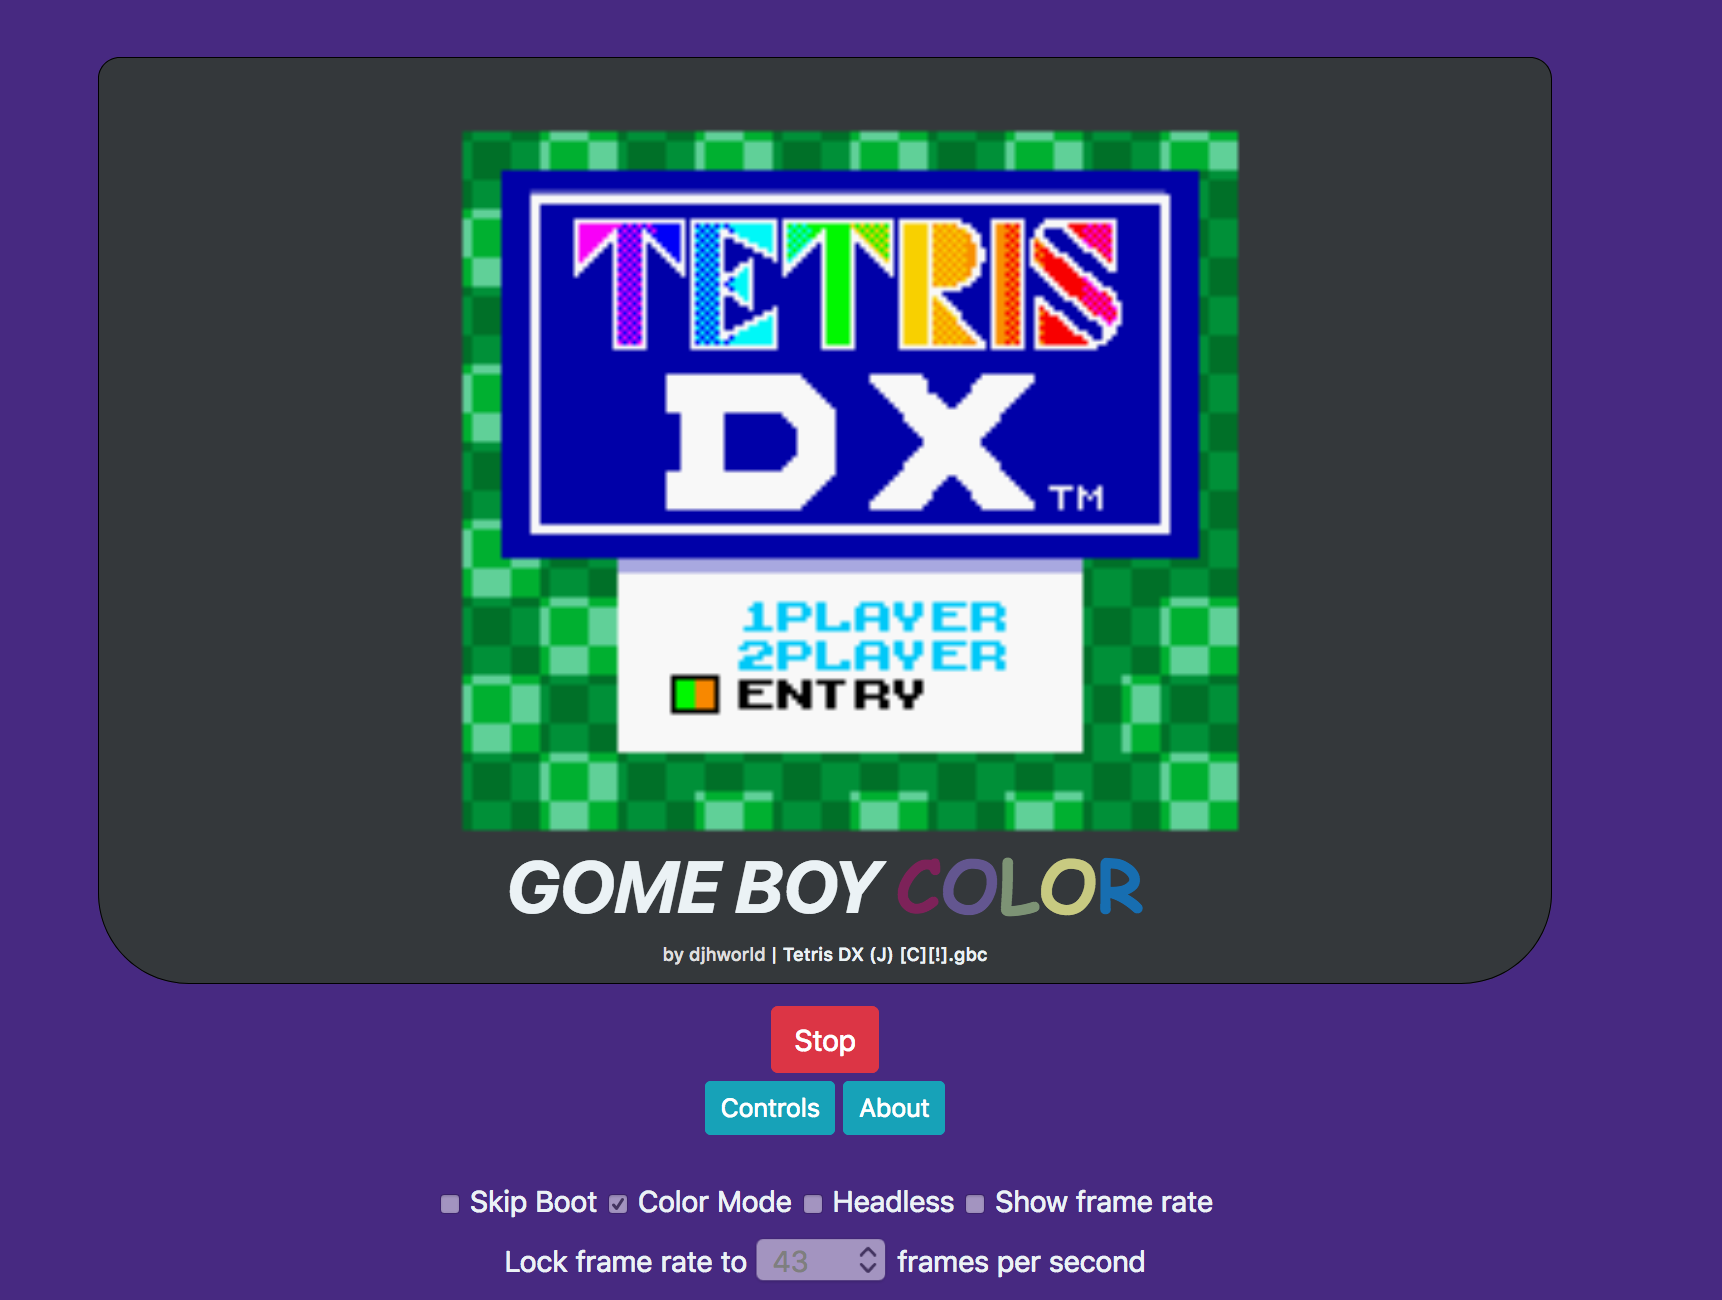 TETRIS
DX™
1PLAYER
2PLAYER
ENTRY
GOME BOY COLOR
by djhworld | Tetris DX (J) [C][!].gbc
Stop
Controls About
Skip Boot Color Mode Headless Show frame rate
Lock frame rate to 43 frames per second